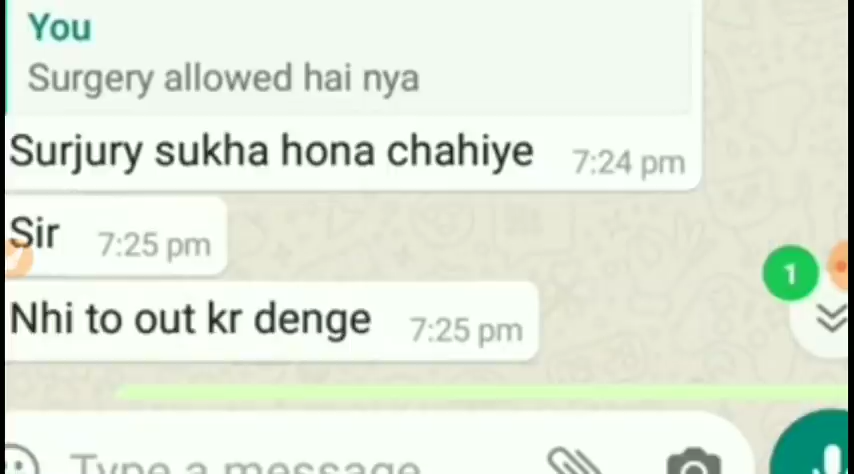 You
Surgery allowed hai nya
Surjury sukha hona chahiye 7:24 pm
Sir 7:25 pm
1
Nhi to out kr denge 7:25 pm
Type a message